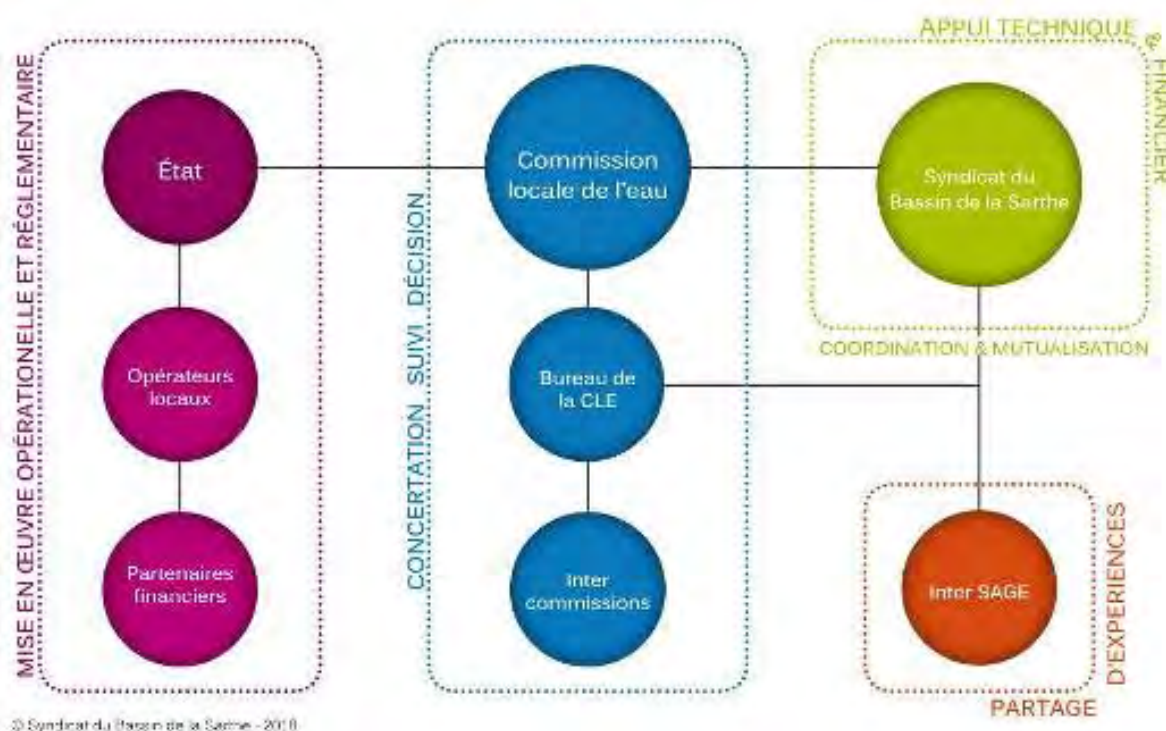 MISE EN ŒUVRE OPÉRATIONELLE ET RÉGLEMENTAIRE
État
Opérateurs
locaux
Partenaires
financiers
CONCERTATION SUIVI DÉCISION
Commission
locale de l'eau
Bureau de
la CLE
Inter
commissions
APPUI TECHNIQUE & FINANCIER
Syndicat du
Bassin de la Sarthe
COORDINATION & MUTUALISATION
Inter SAGE
PARTAGE
D'EXPERIENCES
© Syndicat du Bassin de la Sarthe - 2018